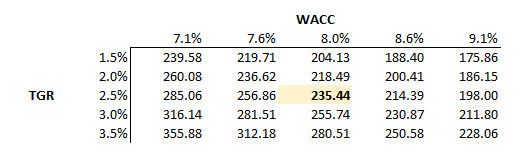 WACC
7.1% 7.6% 8.0% 8.6% 9.1%
1.5% 239.58 219.71 204.13 188.40 175.86
2.0% 260.08 236.62 218.49 200.41 186.15
TGR 2.5% 285.06 256.86 235.44 214.39 198.00
3.0% 316.14 281.51 255.74 230.87 211.80
3.5% 355.88 312.18 280.51 250.58 228.06